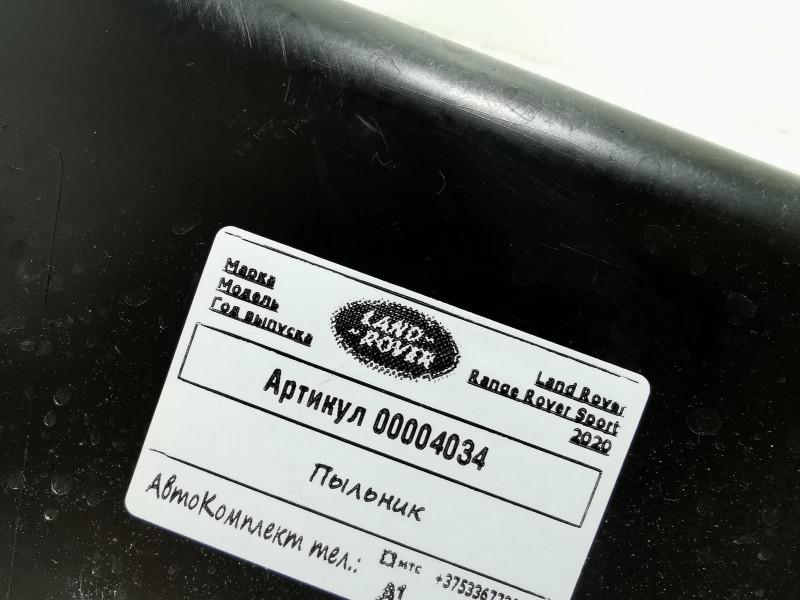 Марка
Модель
Год выпуска
LAND
ROVER
Land Rover
Range Rover Sport
2020
Артикул 00004034
Пыльник
АвтоКомплект тел.:
мтс
A1